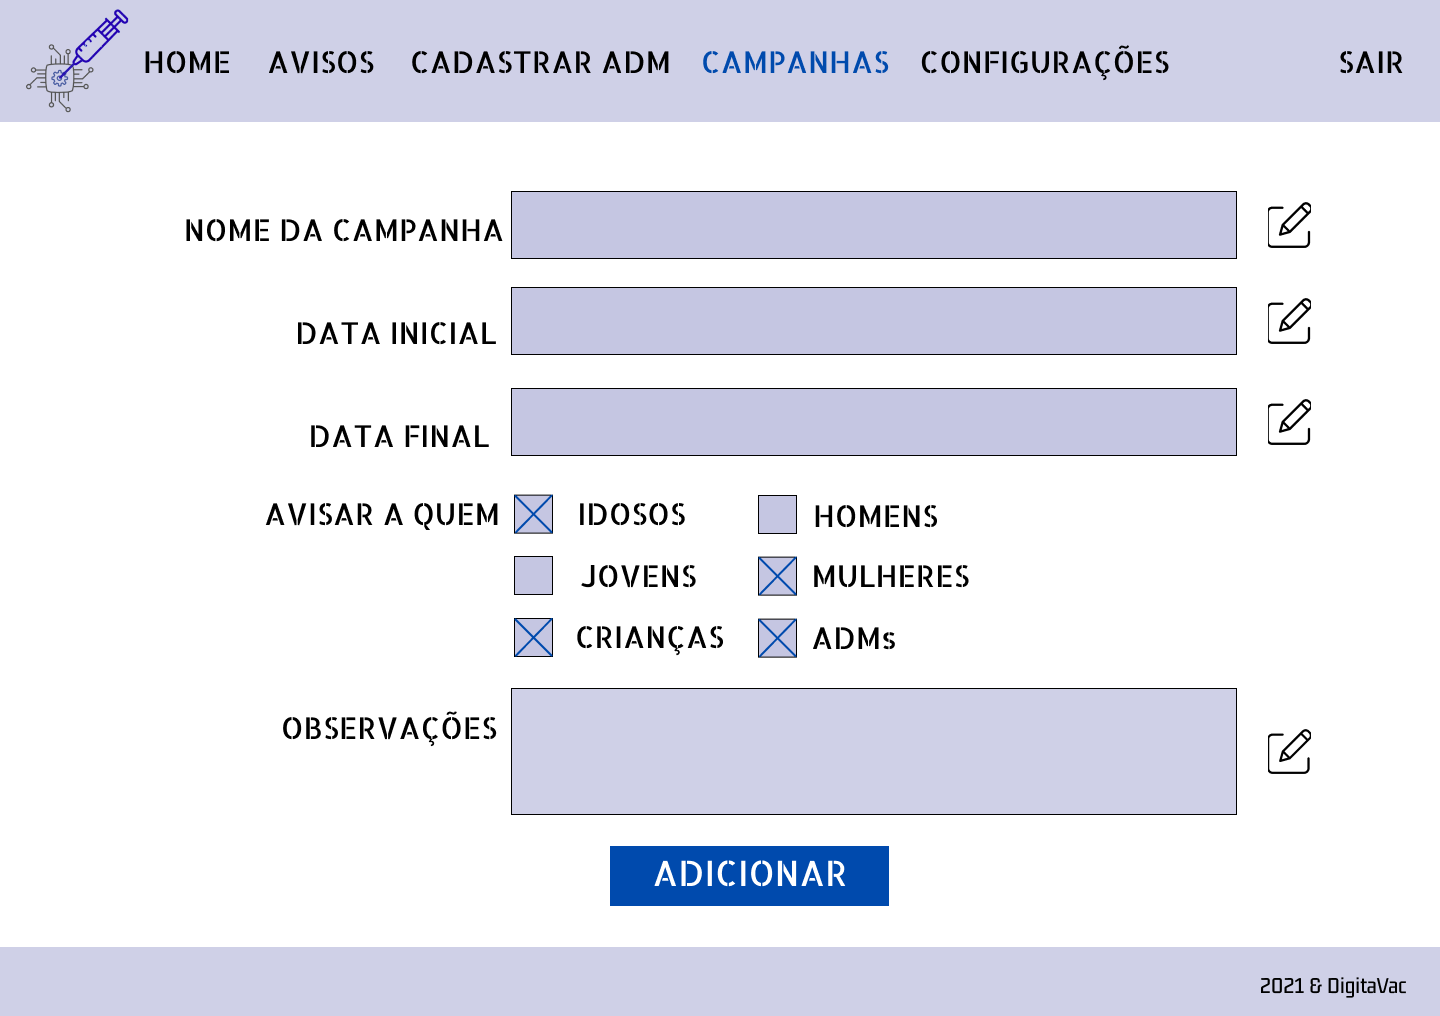 HOME AVISOS CADASTRAR ADM CAMPANHAS CONFIGURAÇÕES SAIR
NOME DA CAMPANHA
DATA INICIAL
DATA FINAL
AVISAR A QUEM IDOSOS HOMENS
JOVENS MULHERES
CRIANÇAS ADMs
OBSERVAÇÕES
ADICIONAR
2021 & DigitaVac